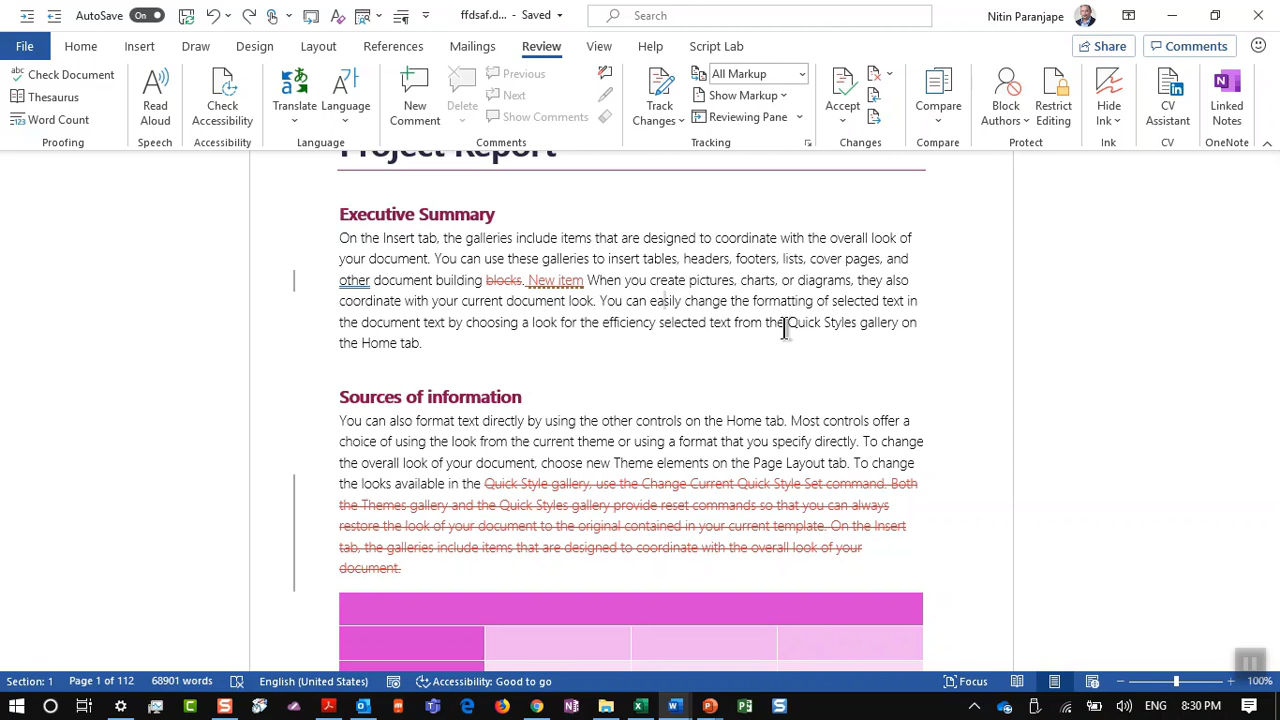 AutoSave On ffdsaf.d... - Saved Search Nitin Paranjape
File Home Insert Draw Design Layout References Mailings Review View Help Script Lab Share Comments
abc Check Document
Thesaurus
123 Word Count
Proofing
Read Aloud
Speech
Check Accessibility
Accessibility
Translate
Language
Language
New Comment
Delete
Previous
Next
Show Comments
Comments
Track Changes
All Markup
Show Markup
Reviewing Pane
Tracking
Accept
Changes
Compare
Compare
Block Authors
Restrict Editing
Protect
Hide Ink
Ink
CV Assistant
CV
Linked Notes
OneNote
Project Report
Executive Summary
On the Insert tab, the galleries include items that are designed to coordinate with the overall look of
your document. You can use these galleries to insert tables, headers, footers, lists, cover pages, and
other document building blocks. New item When you create pictures, charts, or diagrams, they also
coordinate with your current document look. You can easily change the formatting of selected text in
the document text by choosing a look for the efficiency selected text from the Quick Styles gallery on
the Home tab.
Sources of information
You can also format text directly by using the other controls on the Home tab. Most controls offer a
choice of using the look from the current theme or using a format that you specify directly. To change
the overall look of your document, choose new Theme elements on the Page Layout tab. To change
the looks available in the Quick Style gallery, use the Change Current Quick Style Set command. Both
the Themes gallery and the Quick Styles gallery provide reset commands so that you can always
restore the look of your document to the original contained in your current template. On the Insert
tab, the galleries include items that are designed to coordinate with the overall look of your
document.
Section: 1 Page 1 of 112 68901 words English (United States) Accessibility: Good to go Focus 100%
ENG 8:30 PM